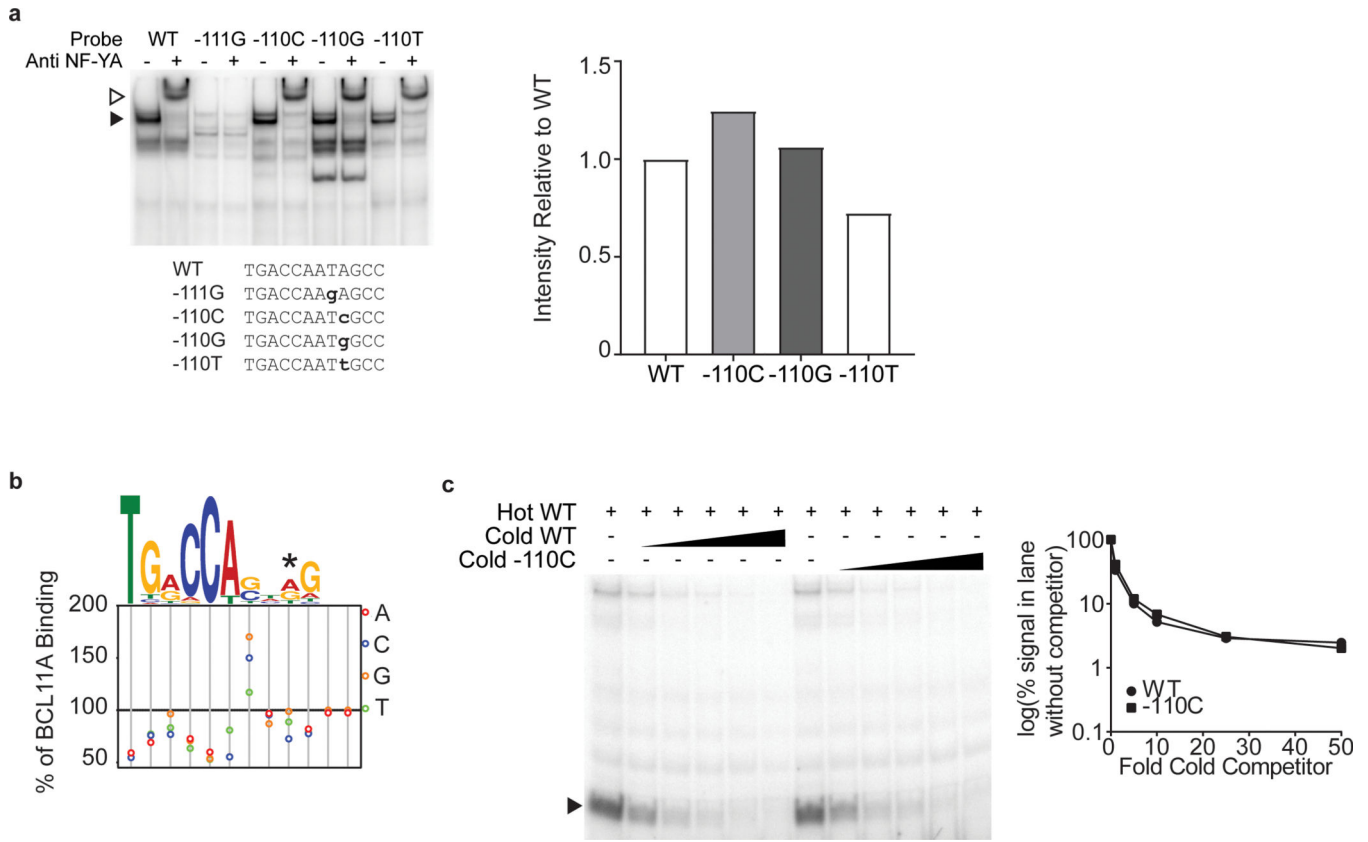 a
Probe WT -111G -110C -110G -110T
Anti NF-YA - + - + - + - + - +
WT TGACCAATAGCC
-111G TGACCAAgAGCC
-110C TGACCAATcGCC
-110G TGACCAATgGCC
-110T TGACCAATtGCC
Intensity Relative to WT
1.5
1.0
0.5
0
WT -110C -110G -110T
b
TGACCAG *AG
% of BCL11A Binding
200
150
100
50
A
C
G
T
c
Hot WT + + + + + + + + + + + +
Cold WT - - - - - - -
Cold -110C - - - - - - -
log(% signal in lane
without competitor)
100
10
1
0.1
WT
-110C
0 10 20 30 40 50
Fold Cold Competitor